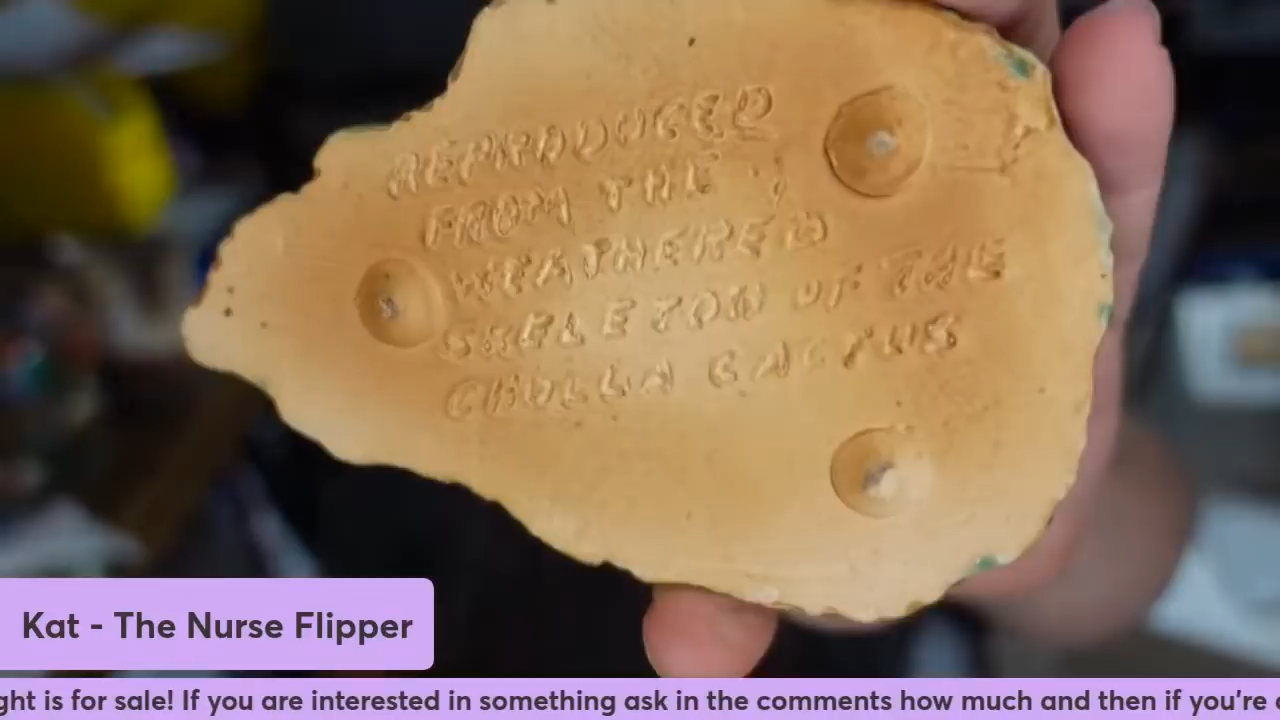 REPRODUCED
FROM THE
WEATHERED
SKELETON OF THE
CHOLLA CACTUS
Kat - The Nurse Flipper
ght is for sale! If you are interested in something ask in the comments how much and then if you're